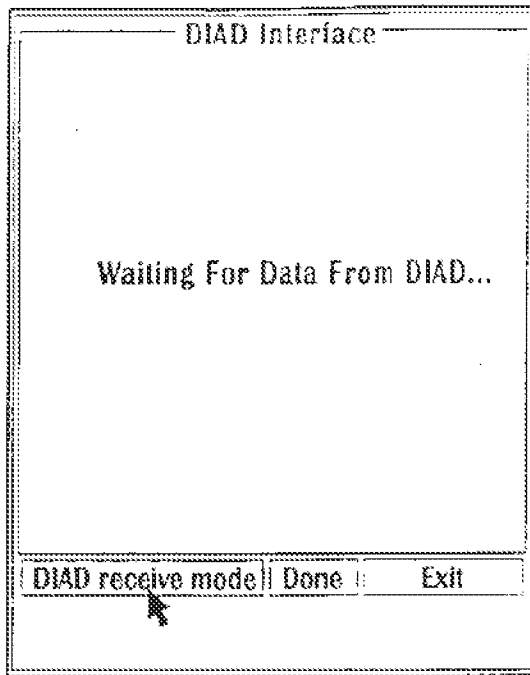 DIAD Interface
Waiting For Data From DIAD...
DIAD receive mode Done Exit